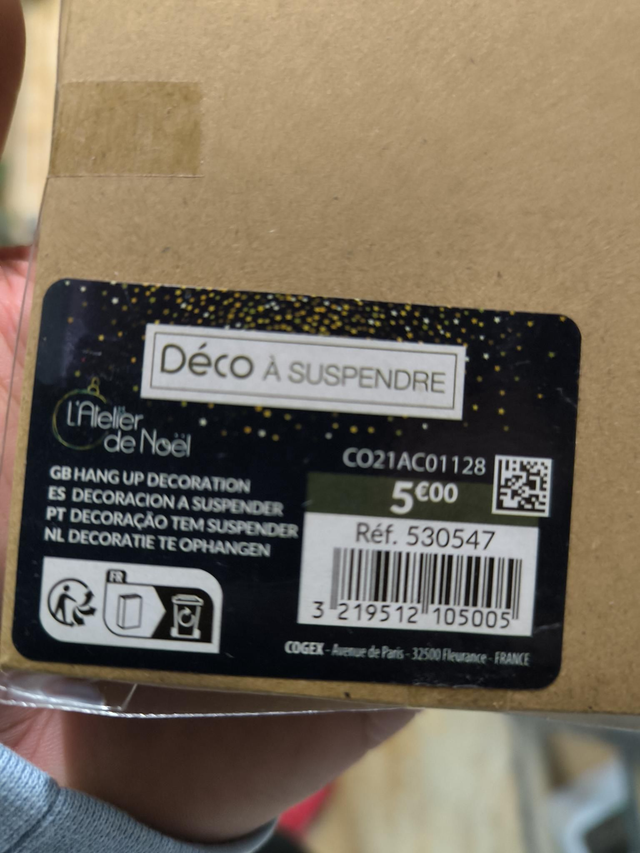 Déco À SUSPENDRE
L'Atelier
de Noël
CO21AC01128
5€00
GB HANG UP DECORATION
ES DECORACION A SUSPENDER
PT DECORAÇÃO TEM SUSPENDER
NL DECORATIE TE OPHANGEN
Réf. 530547
3 219512 105005
FR
COGEX - Avenue de Paris - 32500 Fleurance - FRANCE